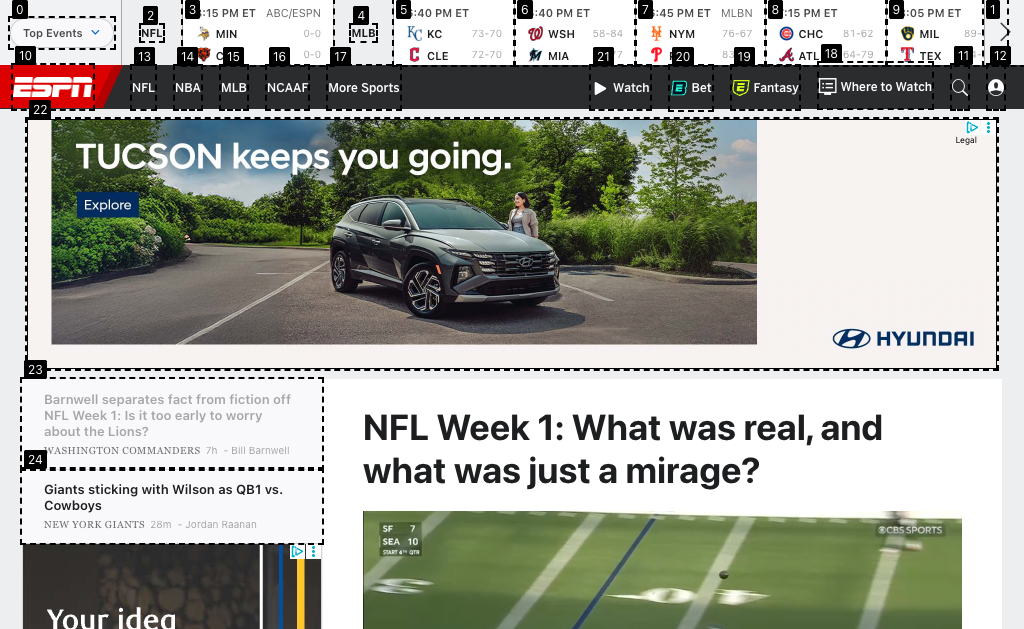 0
Top Events
2
NFL
3
:15 PM ET ABC/ESPN
MIN 0-0
0-0
4
MLB
5
:40 PM ET
KC 73-70
CLE 72-70
6
:40 PM ET
WSH 58-84
MIA
7
:45 PM ET MLBN
NYM 76-67
8
:15 PM ET
CHC 81-62
ATL 64-79
9
:05 PM ET
MIL 89-
TEX
1
10
ESPN
13
NFL
14
NBA
15
MLB
16
NCAAF
17
More Sports
21
Watch
20
Bet
19
Fantasy
18
Where to Watch
11
12
22
TUCSON keeps you going.
Explore
Legal
HYUNDAI
23
Barnwell separates fact from fiction off
NFL Week 1: Is it too early to worry
about the Lions?
WASHINGTON COMMANDERS 7h - Bill Barnwell
24
Giants sticking with Wilson as QB1 vs.
Cowboys
NEW YORK GIANTS 28m - Jordan Raanan
Your idea
NFL Week 1: What was real, and
what was just a mirage?
SF 7
SEA 10
START 4TH QTR
CBS SPORTS